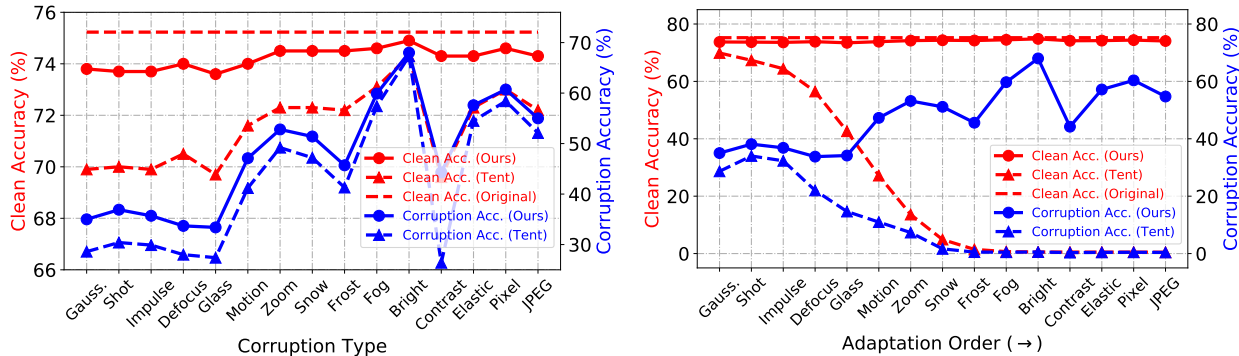 76
74
72
70
68
66
Clean Accuracy (%)
70
60
50
40
30
Corruption Accuracy (%)
Clean Acc. (Ours)
Clean Acc. (Tent)
Clean Acc. (Original)
Corruption Acc. (Ours)
Corruption Acc. (Tent)
Gauss.
Shot
Impulse
Defocus
Glass
Motion
Zoom
Snow
Frost
Fog
Bright
Contrast
Elastic
Pixel
JPEG
Corruption Type
80
60
40
20
0
Clean Accuracy (%)
80
60
40
20
0
Corruption Accuracy (%)
Clean Acc. (Ours)
Clean Acc. (Tent)
Clean Acc. (Original)
Corruption Acc. (Ours)
Corruption Acc. (Tent)
Gauss.
Shot
Impulse
Defocus
Glass
Motion
Zoom
Snow
Frost
Fog
Bright
Contrast
Elastic
Pixel
JPEG
Adaptation Order (→)